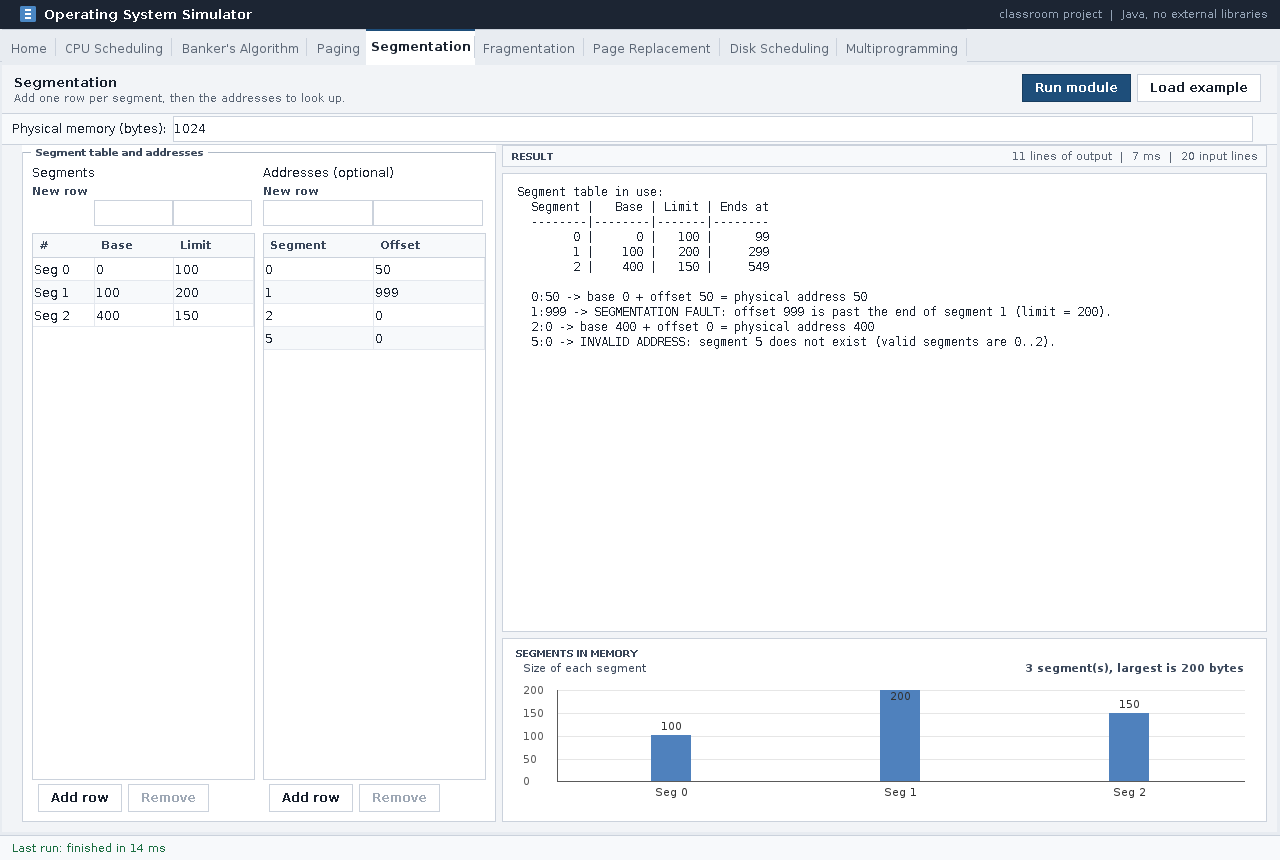 Operating System Simulator
classroom project | Java, no external libraries
Home CPU Scheduling Banker's Algorithm Paging Segmentation Fragmentation Page Replacement Disk Scheduling Multiprogramming
Segmentation
Add one row per segment, then the addresses to look up.
Run module Load example
Physical memory (bytes): 1024
Segment table and addresses
Segments
New row
# Base Limit
Seg 0 0 100
Seg 1 100 200
Seg 2 400 150
Add row Remove
Addresses (optional)
New row
Segment Offset
0 50
1 999
2 0
5 0
Add row Remove
RESULT
11 lines of output | 7 ms | 20 input lines
Segment table in use:
Segment | Base | Limit | Ends at
--------|--------|-------|--------
0 | 0 | 100 | 99
1 | 100 | 200 | 299
2 | 400 | 150 | 549
0:50 -> base 0 + offset 50 = physical address 50
1:999 -> SEGMENTATION FAULT: offset 999 is past the end of segment 1 (limit = 200).
2:0 -> base 400 + offset 0 = physical address 400
5:0 -> INVALID ADDRESS: segment 5 does not exist (valid segments are 0..2).
SEGMENTS IN MEMORY
Size of each segment
3 segment(s), largest is 200 bytes
200
150
100
50
0
100
200
150
Seg 0 Seg 1 Seg 2
Last run: finished in 14 ms